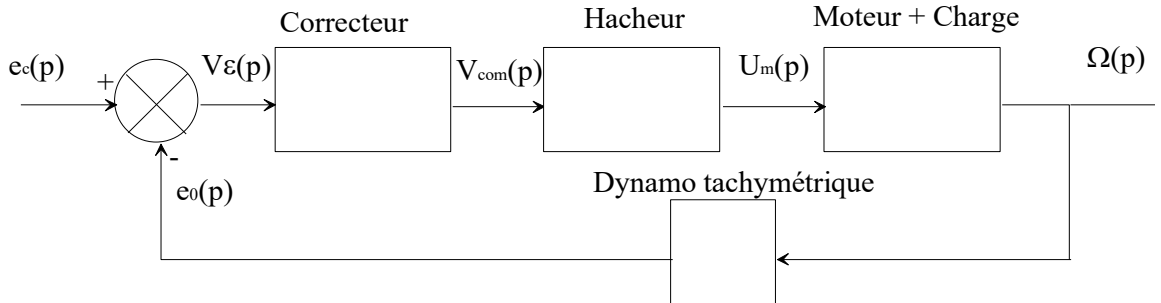 Correcteur
Hacheur
Moteur + Charge
ec(p)
+
Vε(p)
Vcom(p)
Um(p)
Ω(p)
-
e0(p)
Dynamo tachymétrique